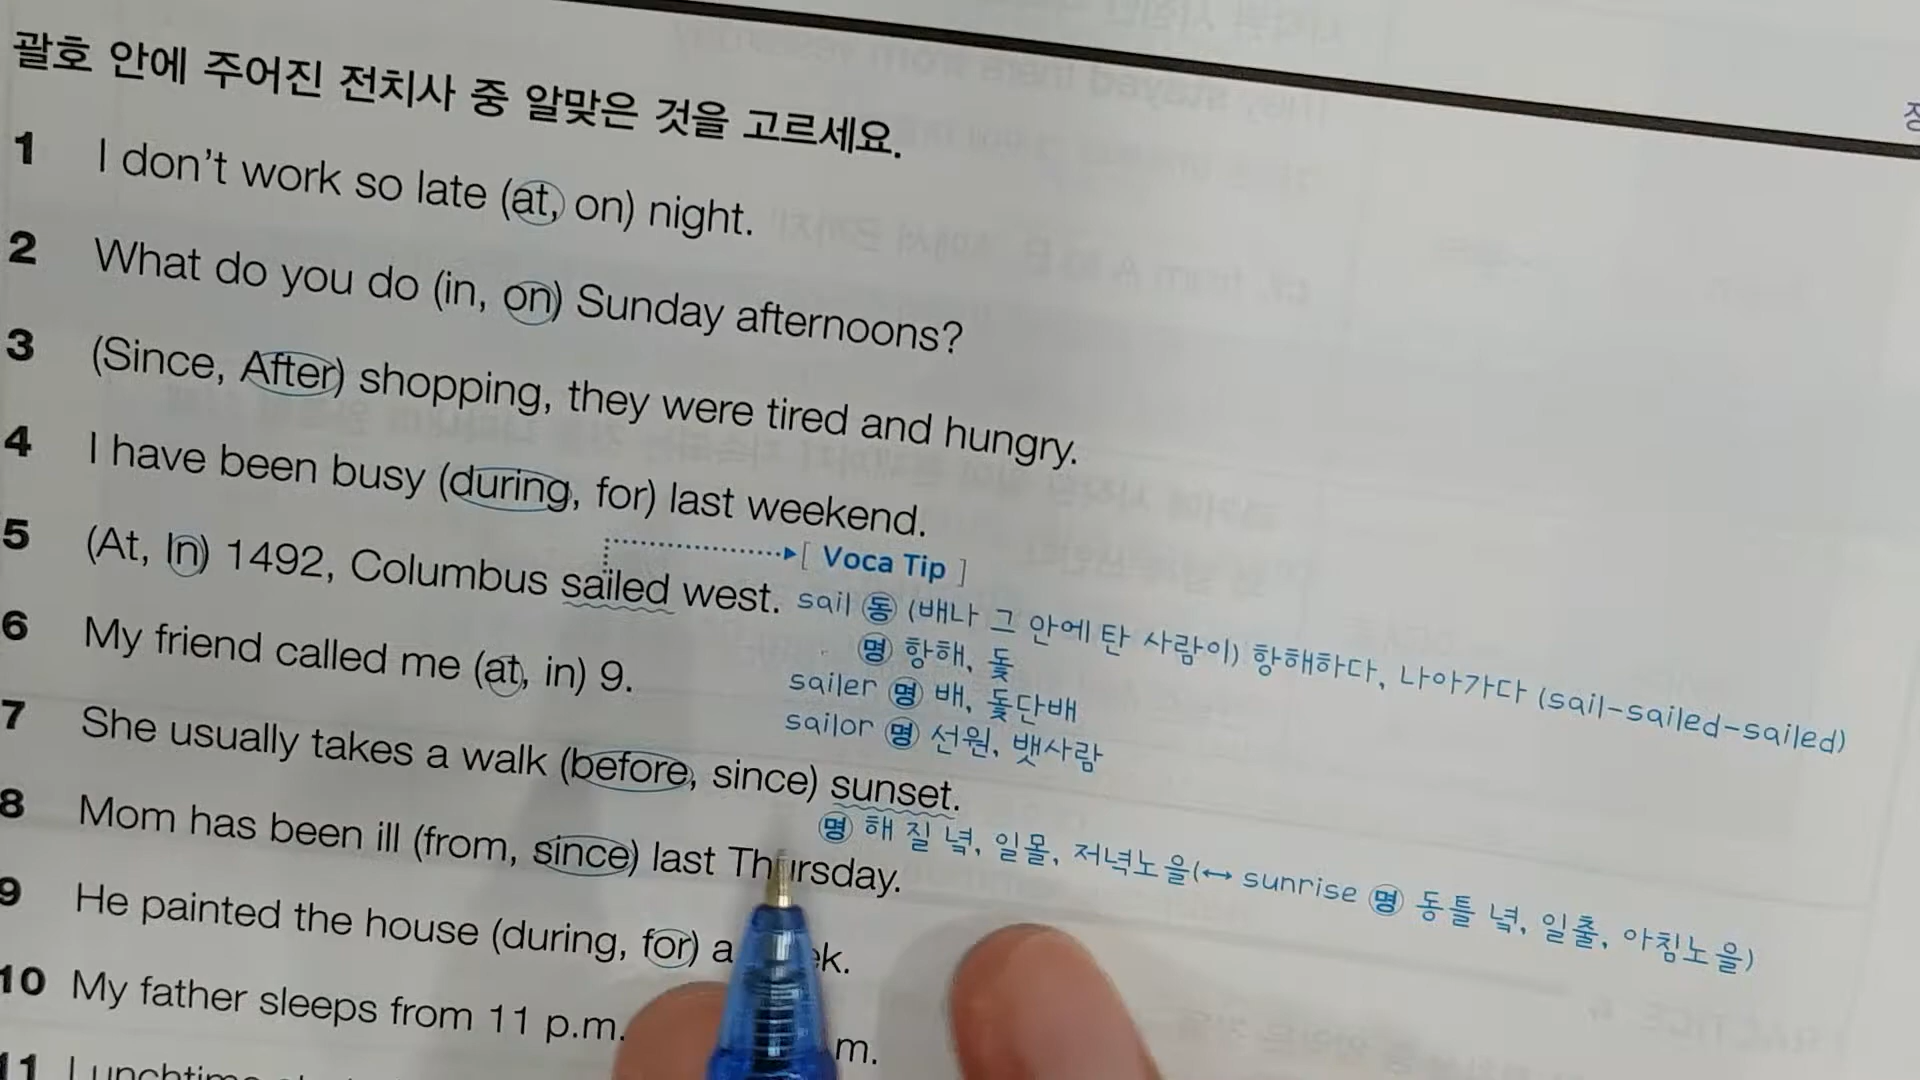 괄호 안에 주어진 전치사 중 알맞은 것을 고르세요.
1 I don't work so late (at, on) night.
2 What do you do (in, on) Sunday afternoons?
3 (Since, After) shopping, they were tired and hungry.
4 I have been busy (during, for) last weekend.
[ Voca Tip ]
5 (At, In) 1492, Columbus sailed west.
sail 동 (배나 그 안에 탄 사람이) 항해하다, 나아가다 (sail-sailed-sailed)
명 항해, 돛
6 My friend called me (at, in) 9.
sailer 명 배, 돛단배
sailor 명 선원, 뱃사람
7 She usually takes a walk (before, since) sunset.
명 해 질 녘, 일몰, 저녁노을(↔ sunrise 명 동틀 녘, 일출, 아침노을)
8 Mom has been ill (from, since) last Thursday.
9 He painted the house (during, for) a
10 My father sleeps from 11 p.m. m.
11 Lunchtime